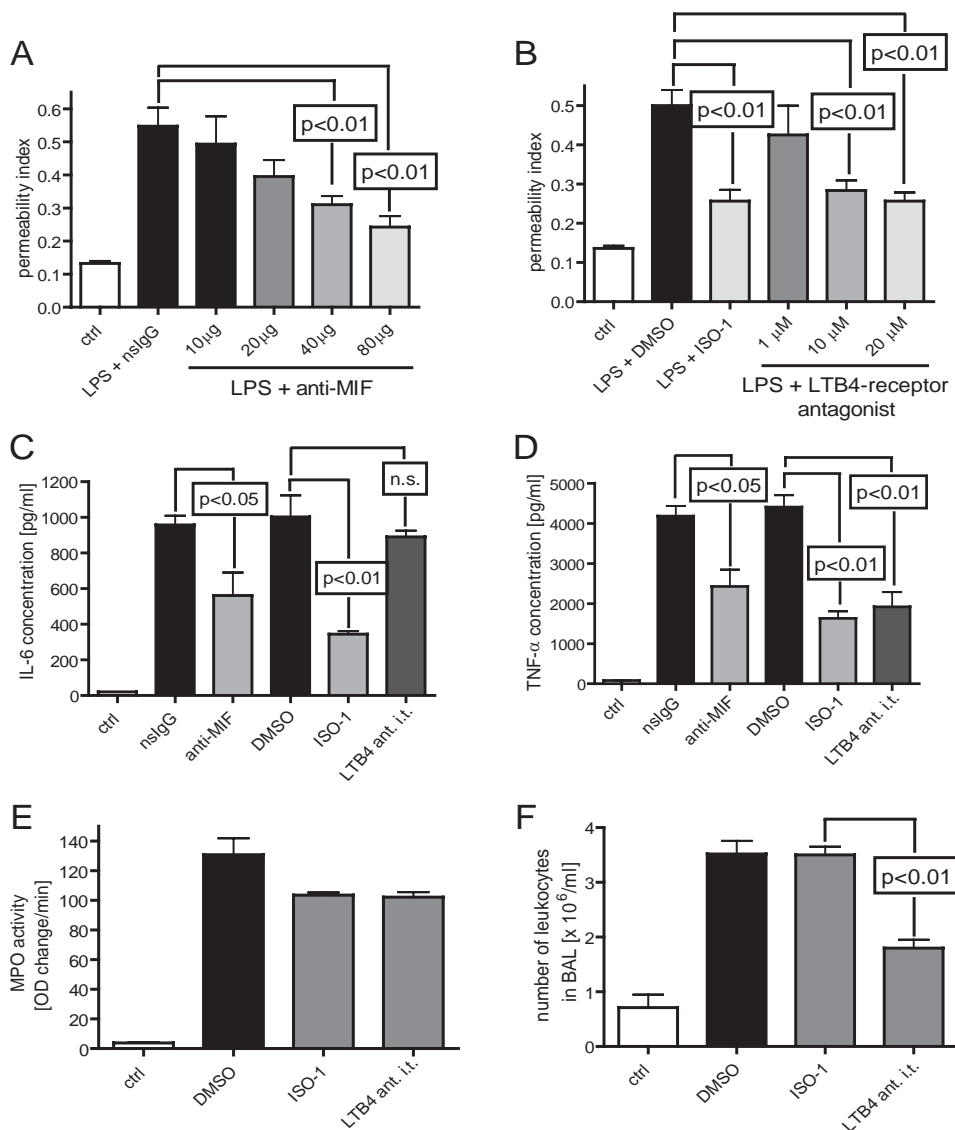 A
permeability index
0.6
0.5
0.4
0.3
0.2
0.1
0.0
p<0.01
p<0.01
ctrl
LPS + nsIgG
10µg
20µg
40µg
80µg
LPS + anti-MIF
B
permeability index
0.5
0.4
0.3
0.2
0.1
0.0
p<0.01
p<0.01
p<0.01
ctrl
LPS + DMSO
LPS + ISO-1
1 µM
10 µM
20 µM
LPS + LTB4-receptor
antagonist
C
IL-6 concentration [pg/ml]
1200
1000
800
600
400
200
0
p<0.05
n.s.
p<0.01
ctrl
nsIgG
anti-MIF
DMSO
ISO-1
LTB4 ant. i.t.
D
TNF-α concentration [pg/ml]
5000
4000
3000
2000
1000
0
p<0.05
p<0.01
p<0.01
ctrl
nsIgG
anti-MIF
DMSO
ISO-1
LTB4 ant. i.t.
E
MPO activity
[OD change/min]
140
120
100
80
60
40
20
0
ctrl
DMSO
ISO-1
LTB4 ant. i.t.
F
number of leukocytes
in BAL [x 10⁶/ml]
4
3
2
1
0
p<0.01
ctrl
DMSO
ISO-1
LTB4 ant. i.t.